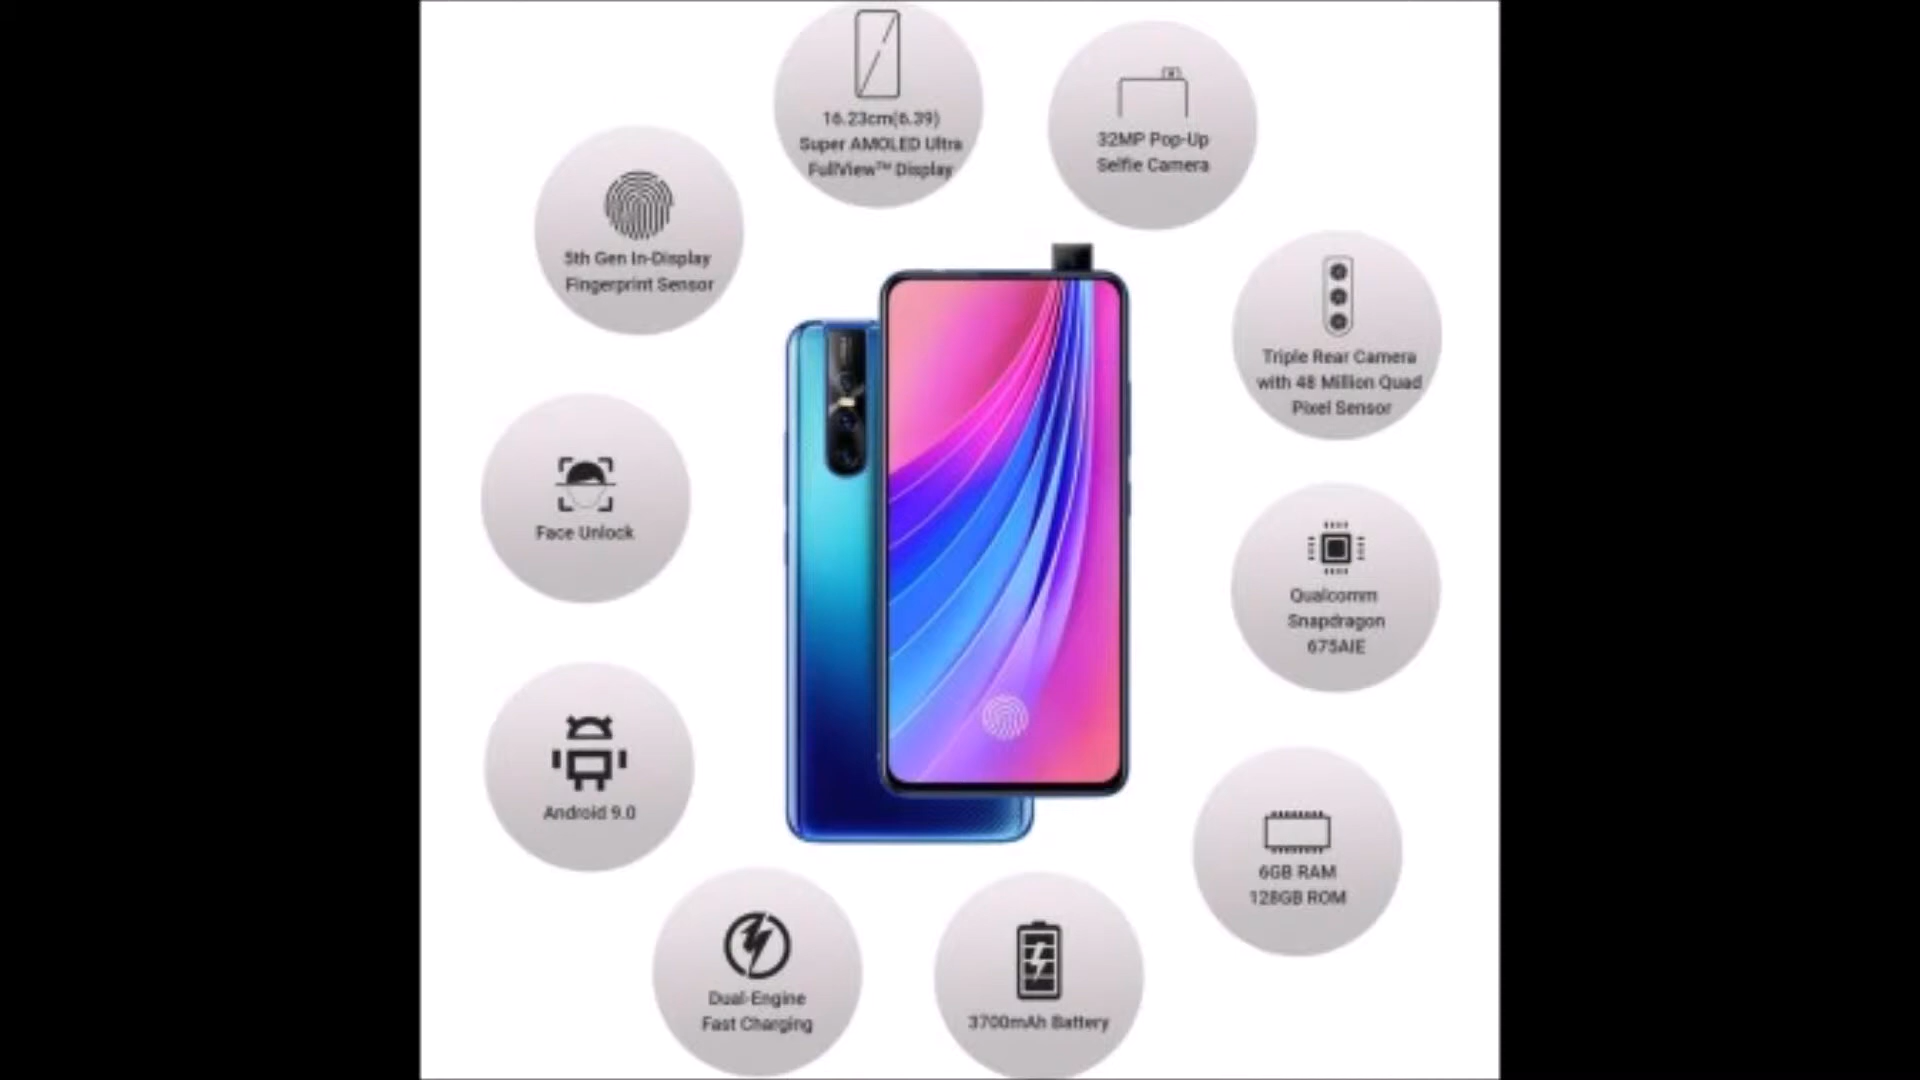 16.23cm(6.39)
Super AMOLED Ultra
FullView™ Display
32MP Pop-Up
Selfie Camera
5th Gen In-Display
Fingerprint Sensor
Triple Rear Camera
with 48 Million Quad
Pixel Sensor
Face Unlock
Qualcomm
Snapdragon
675AIE
Android 9.0
6GB RAM
128GB ROM
Dual-Engine
Fast Charging
3700mAh Battery